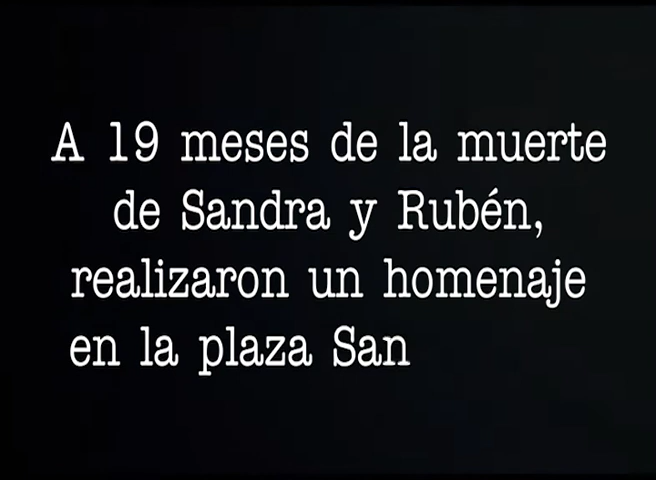 A 19 meses de la muerte
de Sandra y Rubén,
realizaron un homenaje
en la plaza San